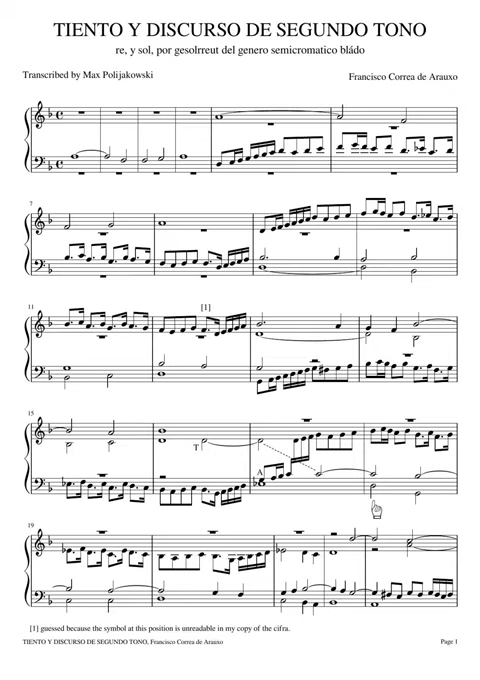 TIENTO Y DISCURSO DE SEGUNDO TONO
re, y sol, por gesolrreut del genero semicromatico bládo
Transcribed by Max Polijakowski
Francisco Correa de Arauxo
7
11
[1]
15
T
A
19
[1] guessed because the symbol at this position is unreadable in my copy of the cifra.
TIENTO Y DISCURSO DE SEGUNDO TONO, Francisco Correa de Arauxo
Page 1